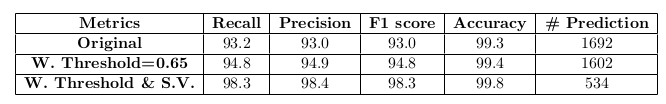 Metrics Recall Precision F1 score Accuracy # Prediction
Original 93.2 93.0 93.0 99.3 1692
W. Threshold=0.65 94.8 94.9 94.8 99.4 1602
W. Threshold & S.V. 98.3 98.4 98.3 99.8 534